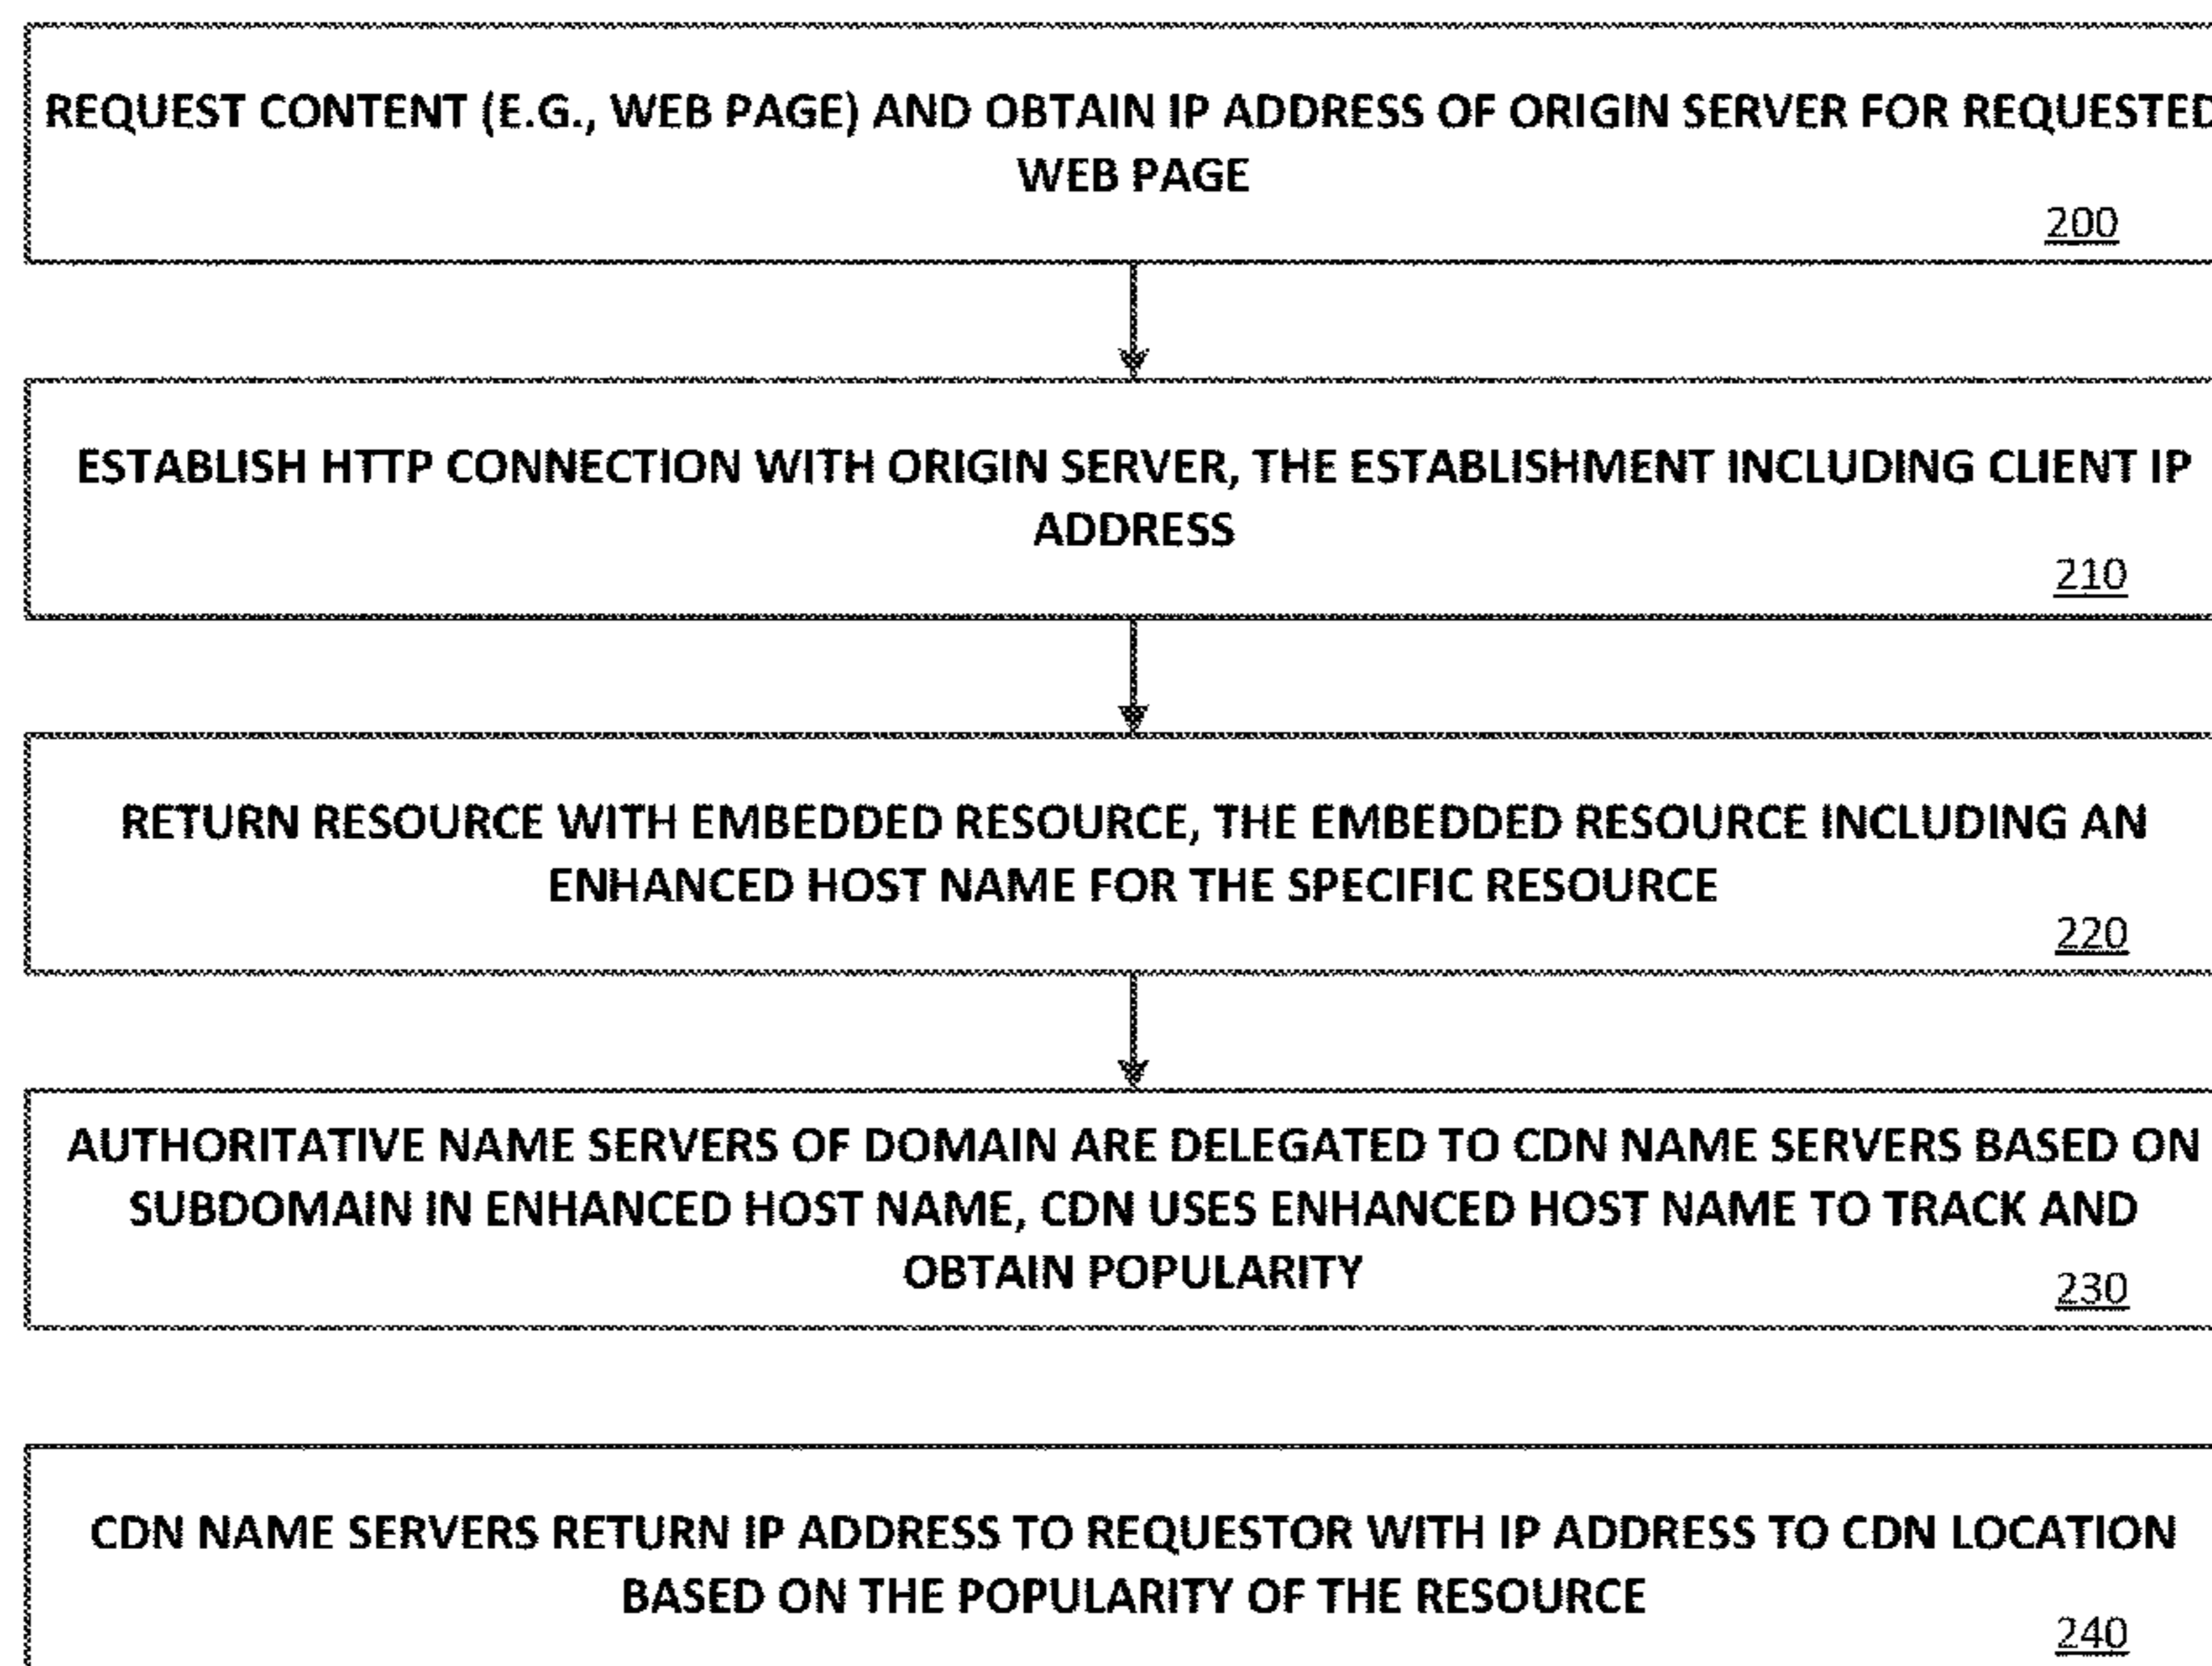 REQUEST CONTENT (E.G., WEB PAGE) AND OBTAIN IP ADDRESS OF ORIGIN SERVER FOR REQUESTED
WEB PAGE
200
ESTABLISH HTTP CONNECTION WITH ORIGIN SERVER, THE ESTABLISHMENT INCLUDING CLIENT IP
ADDRESS
210
RETURN RESOURCE WITH EMBEDDED RESOURCE, THE EMBEDDED RESOURCE INCLUDING AN
ENHANCED HOST NAME FOR THE SPECIFIC RESOURCE
220
AUTHORITATIVE NAME SERVERS OF DOMAIN ARE DELEGATED TO CDN NAME SERVERS BASED ON
SUBDOMAIN IN ENHANCED HOST NAME, CDN USES ENHANCED HOST NAME TO TRACK AND
OBTAIN POPULARITY
230
CDN NAME SERVERS RETURN IP ADDRESS TO REQUESTOR WITH IP ADDRESS TO CDN LOCATION
BASED ON THE POPULARITY OF THE RESOURCE
240